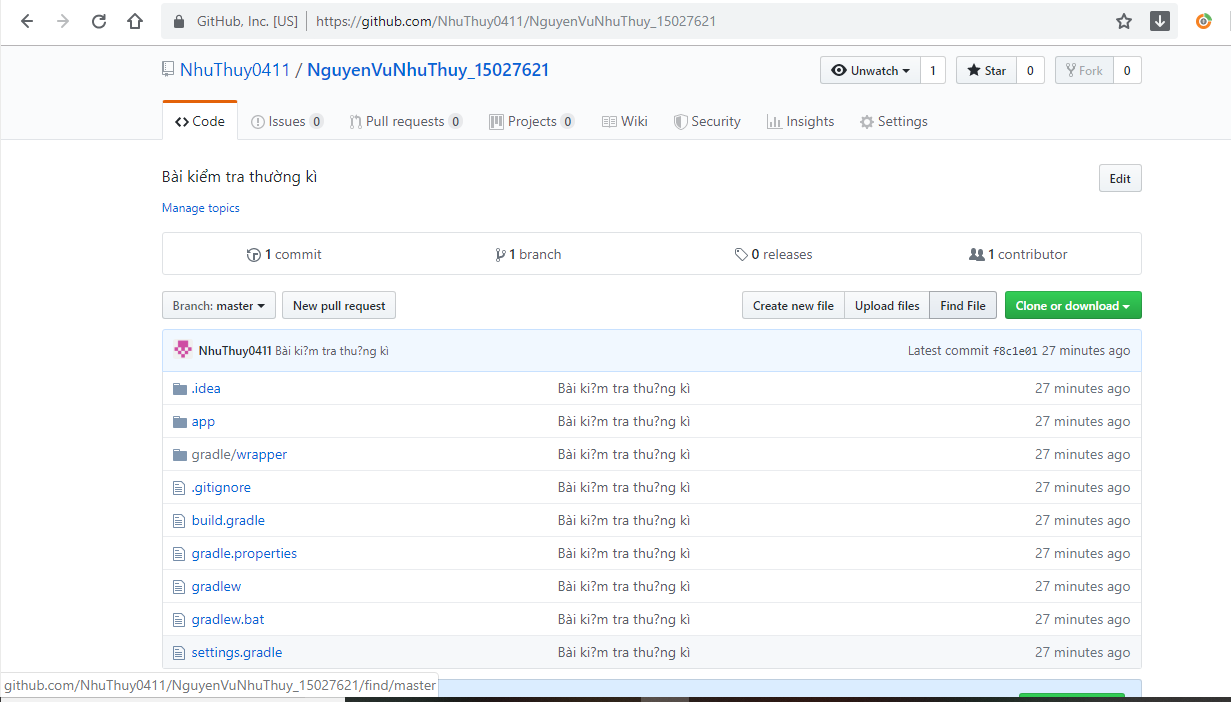 GitHub, Inc. [US] https://github.com/NhuThuy0411/NguyenVuNhuThuy_15027621
NhuThuy0411 / NguyenVuNhuThuy_15027621 Unwatch 1 Star 0 Fork 0
Code Issues 0 Pull requests 0 Projects 0 Wiki Security Insights Settings
Bài kiểm tra thường kì Edit
Manage topics
1 commit 1 branch 0 releases 1 contributor
Branch: master New pull request Create new file Upload files Find File Clone or download
NhuThuy0411 Bài ki?m tra thu?ng kì Latest commit f8c1e01 27 minutes ago
.idea Bài ki?m tra thu?ng kì 27 minutes ago
app Bài ki?m tra thu?ng kì 27 minutes ago
gradle/wrapper Bài ki?m tra thu?ng kì 27 minutes ago
.gitignore Bài ki?m tra thu?ng kì 27 minutes ago
build.gradle Bài ki?m tra thu?ng kì 27 minutes ago
gradle.properties Bài ki?m tra thu?ng kì 27 minutes ago
gradlew Bài ki?m tra thu?ng kì 27 minutes ago
gradlew.bat Bài ki?m tra thu?ng kì 27 minutes ago
settings.gradle Bài ki?m tra thu?ng kì 27 minutes ago
github.com/NhuThuy0411/NguyenVuNhuThuy_15027621/find/master